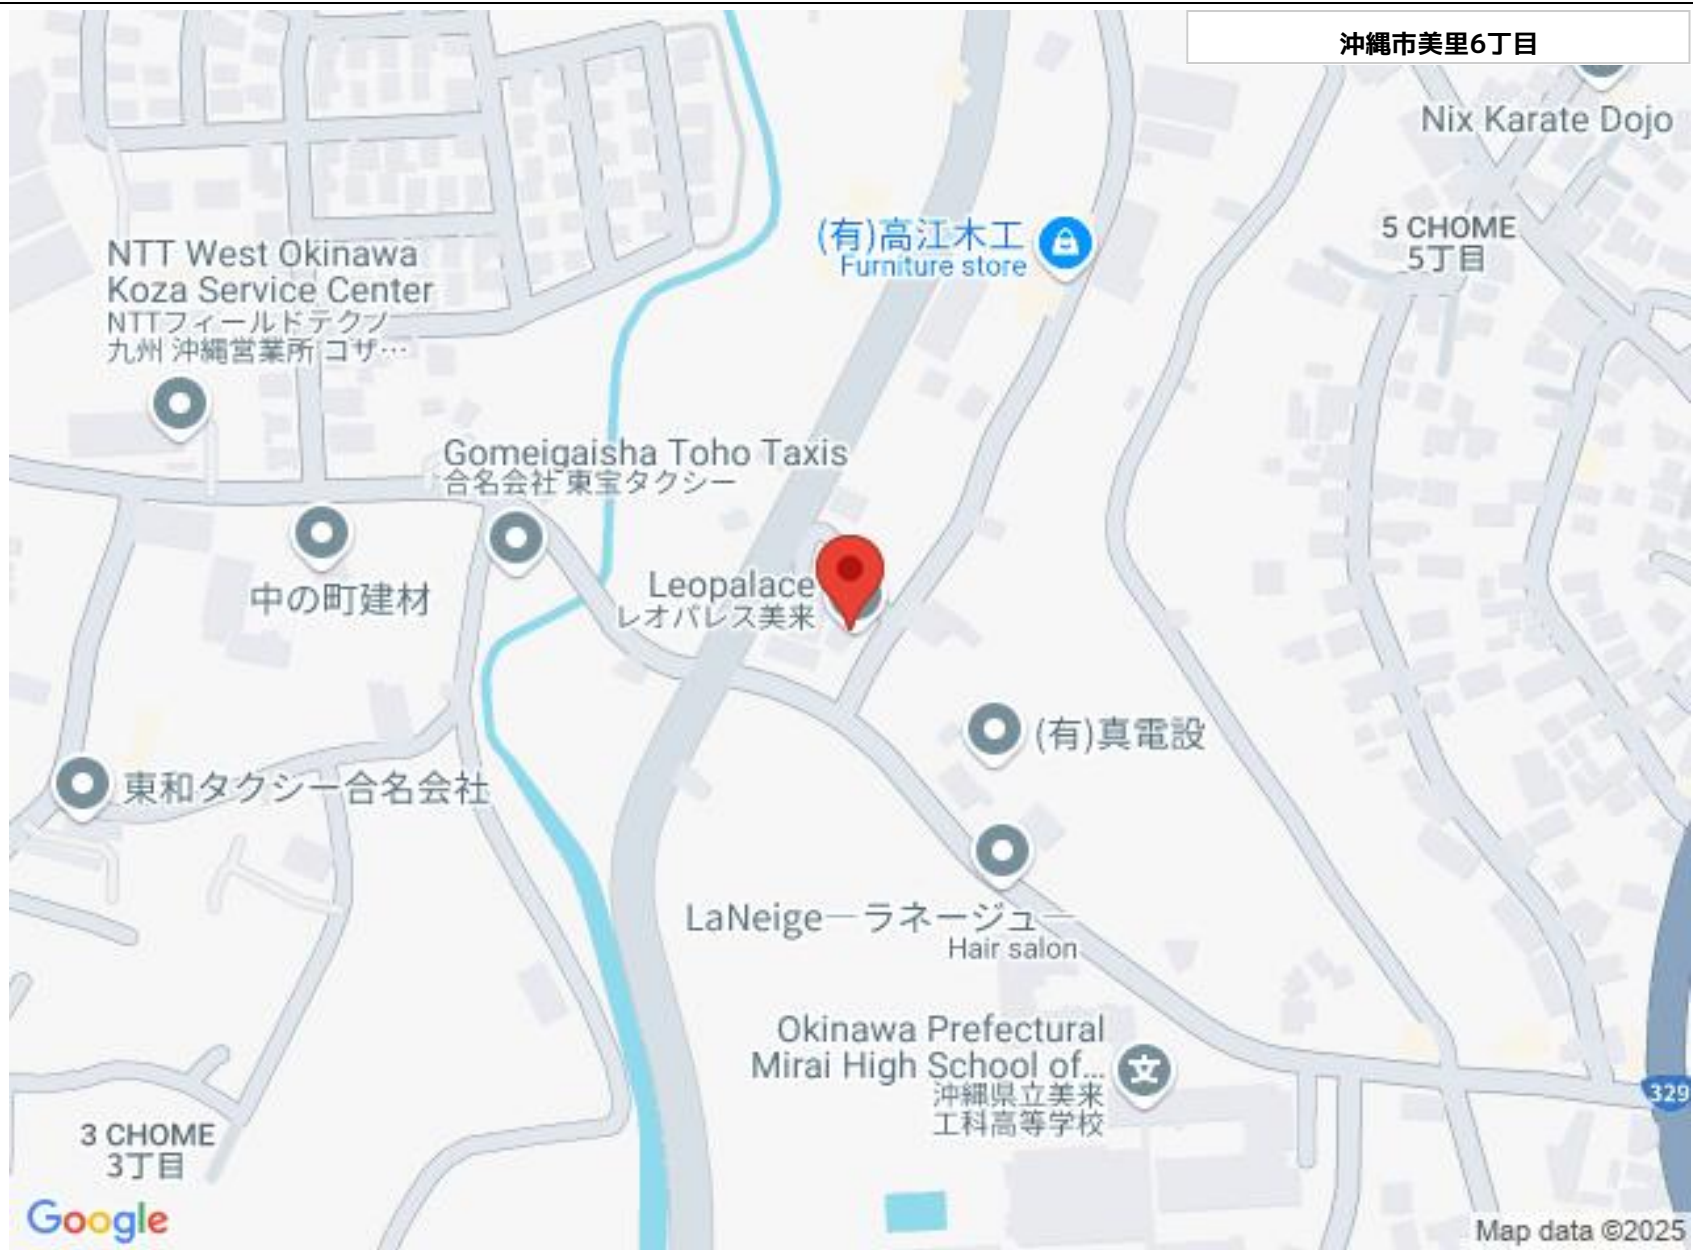 沖縄市美里6丁目
Nix Karate Dojo
(有)高江木工
Furniture store
5 CHOME
5丁目
NTT West Okinawa
Koza Service Center
NTTフィールドテクノ
九州 沖縄営業所 コザ…
Gomeigaisha Toho Taxis
合名会社 東宝タクシー
中の町建材
Leopalace
レオパレス美来
(有)真電設
東和タクシー合名会社
LaNeige―ラネージュ―
Hair salon
Okinawa Prefectural
Mirai High School of...
沖縄県立美来
工科高等学校
文
329
3 CHOME
3丁目
Google
Map data ©2025